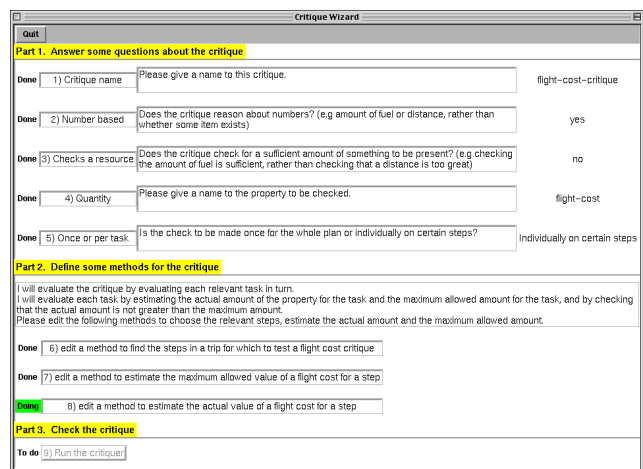 Critique Wizard
Quit
Part 1. Answer some questions about the critique
Done 1) Critique name Please give a name to this critique. flight-cost-critique
Done 2) Number based Does the critique reason about numbers? (e.g amount of fuel or distance, rather than
whether some item exists) yes
Done 3) Checks a resource Does the critique check for a sufficient amount of something to be present? (e.g checking
the amount of fuel is sufficient, rather than checking that a distance is too great) no
Done 4) Quantity Please give a name to the property to be checked. flight-cost
Done 5) Once or per task Is the check to be made once for the whole plan or individually on certain steps? Individually on certain steps
Part 2. Define some methods for the critique
I will evaluate the critique by evaluating each relevant task in turn.
I will evaluate each task by estimating the actual amount of the property for the task and the maximum allowed amount for the task, and by checking
that the actual amount is not greater than the maximum amount.
Please edit the following methods to choose the relevant steps, estimate the actual amount and the maximum allowed amount.
Done 6) edit a method to find the steps in a trip for which to test a flight cost critique
Done 7) edit a method to estimate the maximum allowed value of a flight cost for a step
Doing 8) edit a method to estimate the actual value of a flight cost for a step
Part 3. Check the critique
To do 9) Run the critiquer